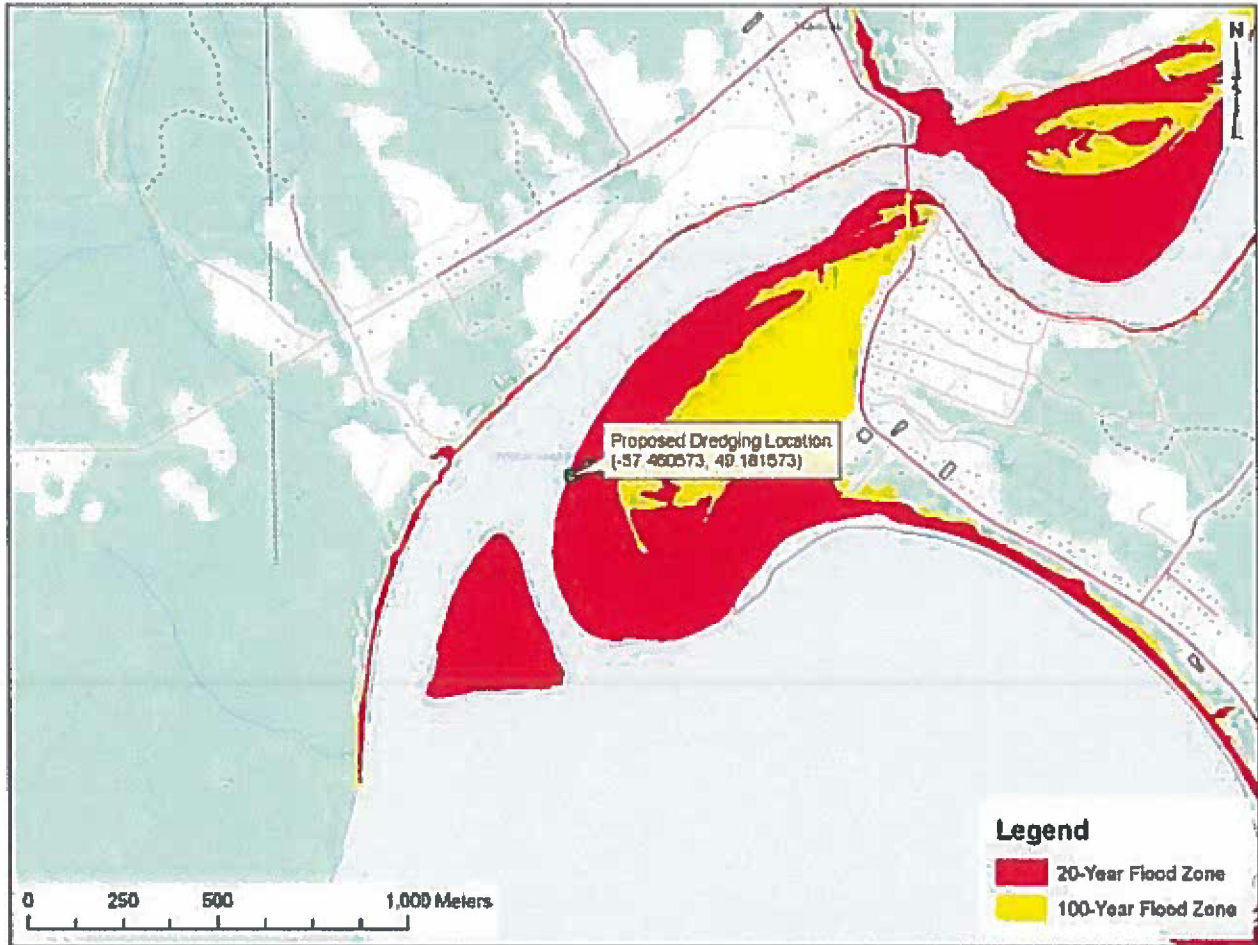 N
Proposed Dredging Location
(-57.460573, 49.181573)
Legend
20-Year Flood Zone
100-Year Flood Zone
0 250 500 1,000 Meters